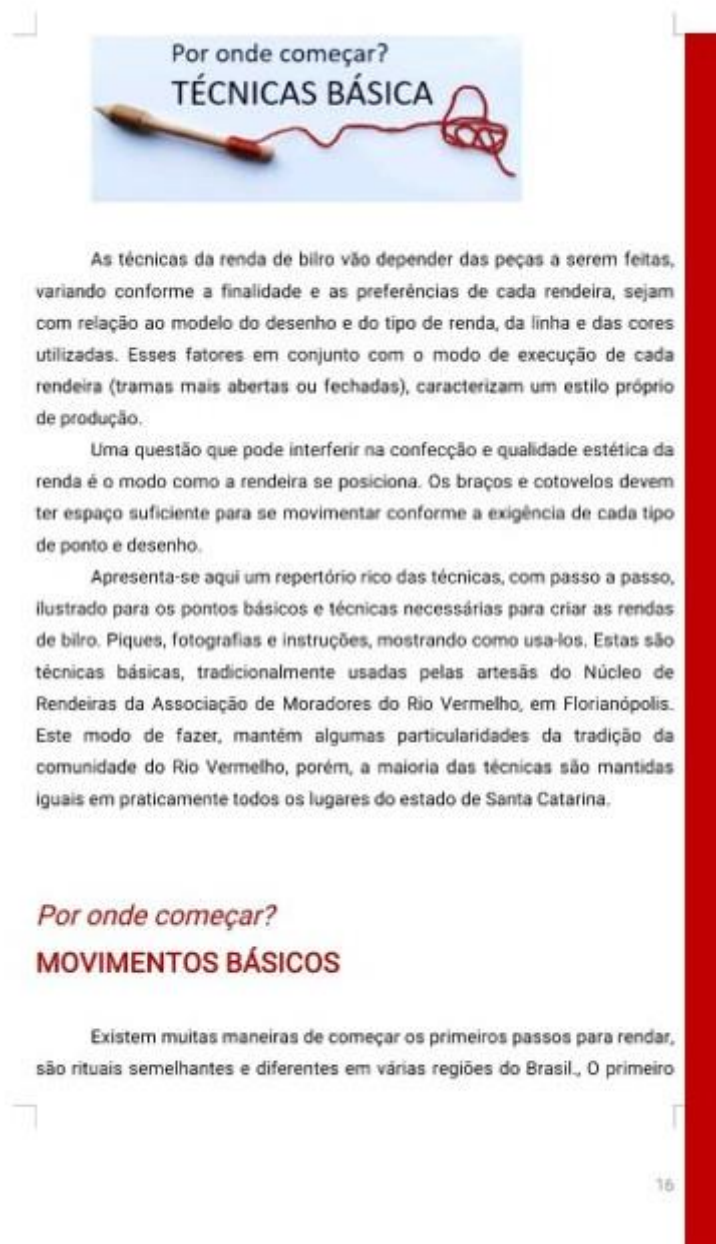 Por onde começar?
TÉCNICAS BÁSICA
As técnicas da renda de bilro vão depender das peças a serem feitas,
variando conforme a finalidade e as preferências de cada rendeira, sejam
com relação ao modelo do desenho e do tipo de renda, da linha e das cores
utilizadas. Esses fatores em conjunto com o modo de execução de cada
rendeira (tramas mais abertas ou fechadas), caracterizam um estilo próprio
de produção.
Uma questão que pode interferir na confecção e qualidade estética da
renda é o modo como a rendeira se posiciona. Os braços e cotovelos devem
ter espaço suficiente para se movimentar conforme a exigência de cada tipo
de ponto e desenho.
Apresenta-se aqui um repertório rico das técnicas, com passo a passo,
ilustrado para os pontos básicos e técnicas necessárias para criar as rendas
de bilro. Piques, fotografias e instruções, mostrando como usa-los. Estas são
técnicas básicas, tradicionalmente usadas pelas artesãs do Núcleo de
Rendeiras da Associação de Moradores do Rio Vermelho, em Florianópolis.
Este modo de fazer, mantém algumas particularidades da tradição da
comunidade do Rio Vermelho, porém, a maioria das técnicas são mantidas
iguais em praticamente todos os lugares do estado de Santa Catarina.
Por onde começar?
MOVIMENTOS BÁSICOS
Existem muitas maneiras de começar os primeiros passos para rendar,
são rituais semelhantes e diferentes em várias regiões do Brasil., O primeiro
16